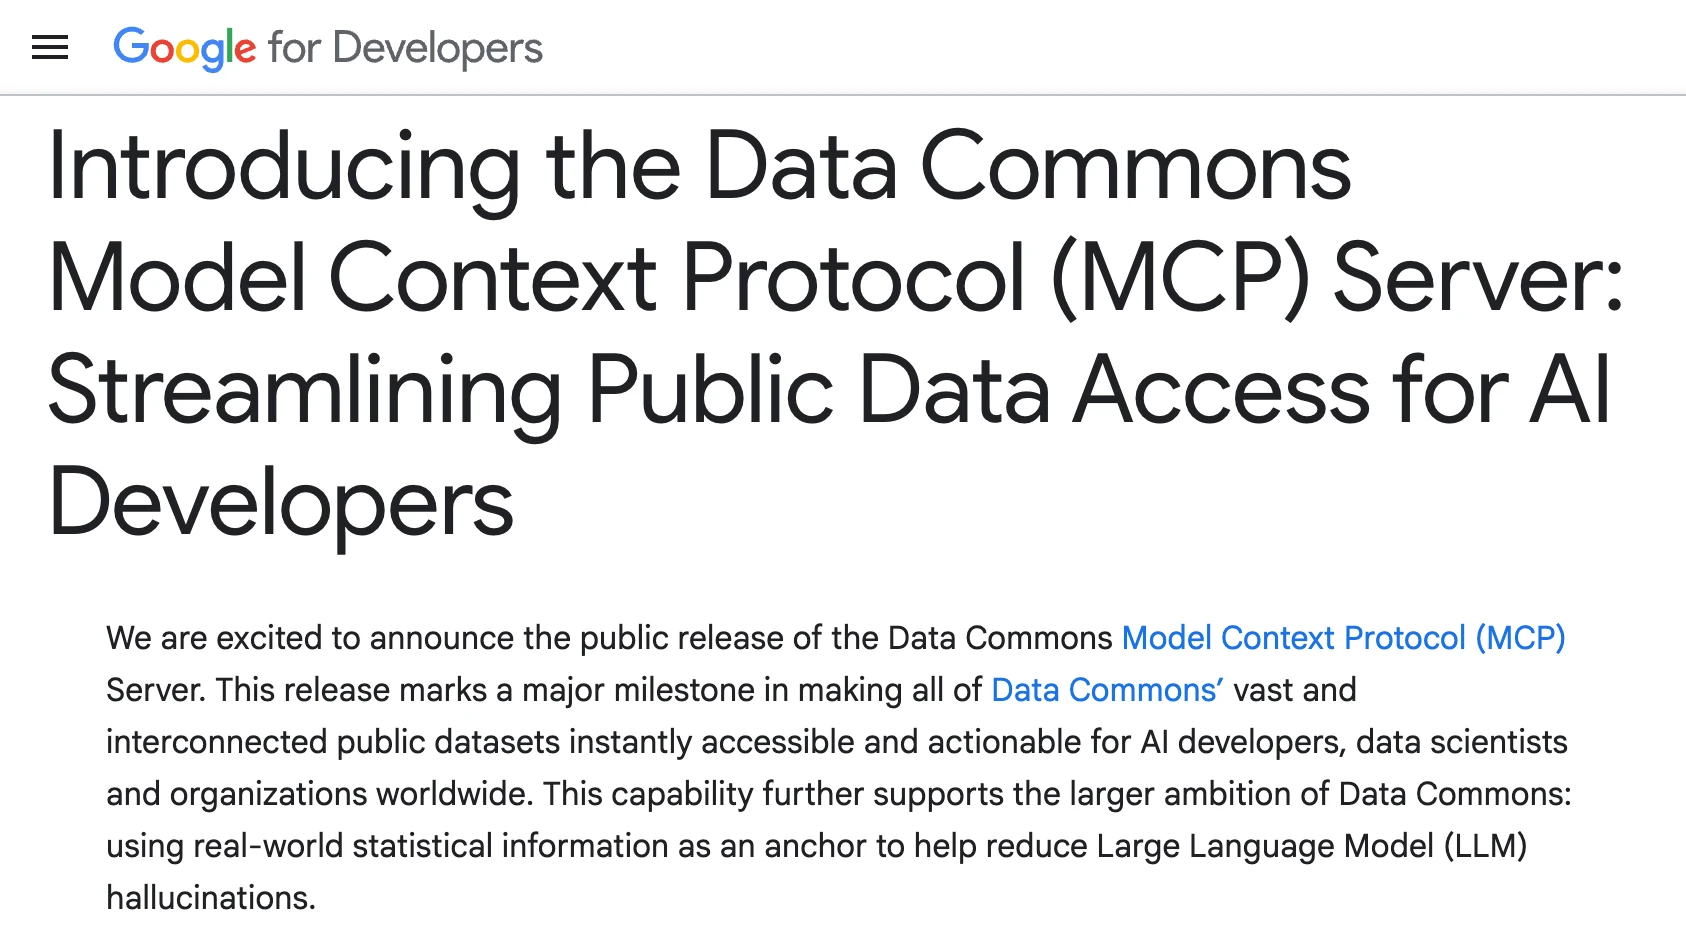 Google for Developers
Introducing the Data Commons
Model Context Protocol (MCP) Server:
Streamlining Public Data Access for AI
Developers
We are excited to announce the public release of the Data Commons Model Context Protocol (MCP)
Server. This release marks a major milestone in making all of Data Commons’ vast and
interconnected public datasets instantly accessible and actionable for AI developers, data scientists
and organizations worldwide. This capability further supports the larger ambition of Data Commons:
using real-world statistical information as an anchor to help reduce Large Language Model (LLM)
hallucinations.